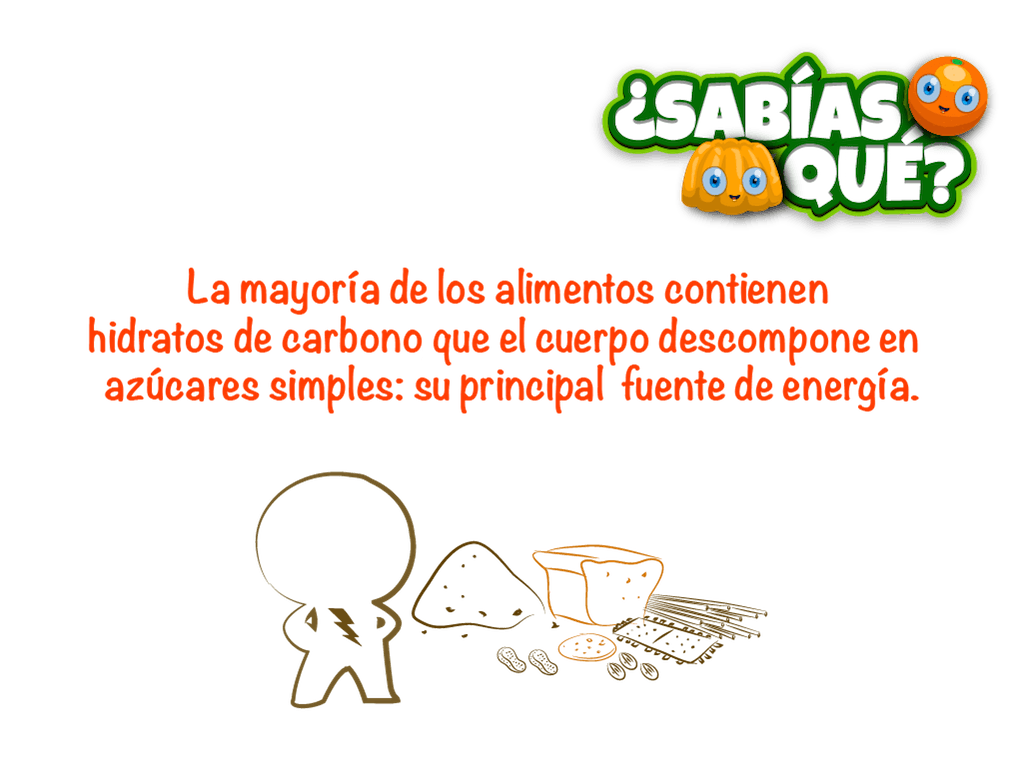 ¿SABÍAS
QUÉ?
La mayoría de los alimentos contienen
hidratos de carbono que el cuerpo descompone en
azúcares simples: su principal fuente de energía.